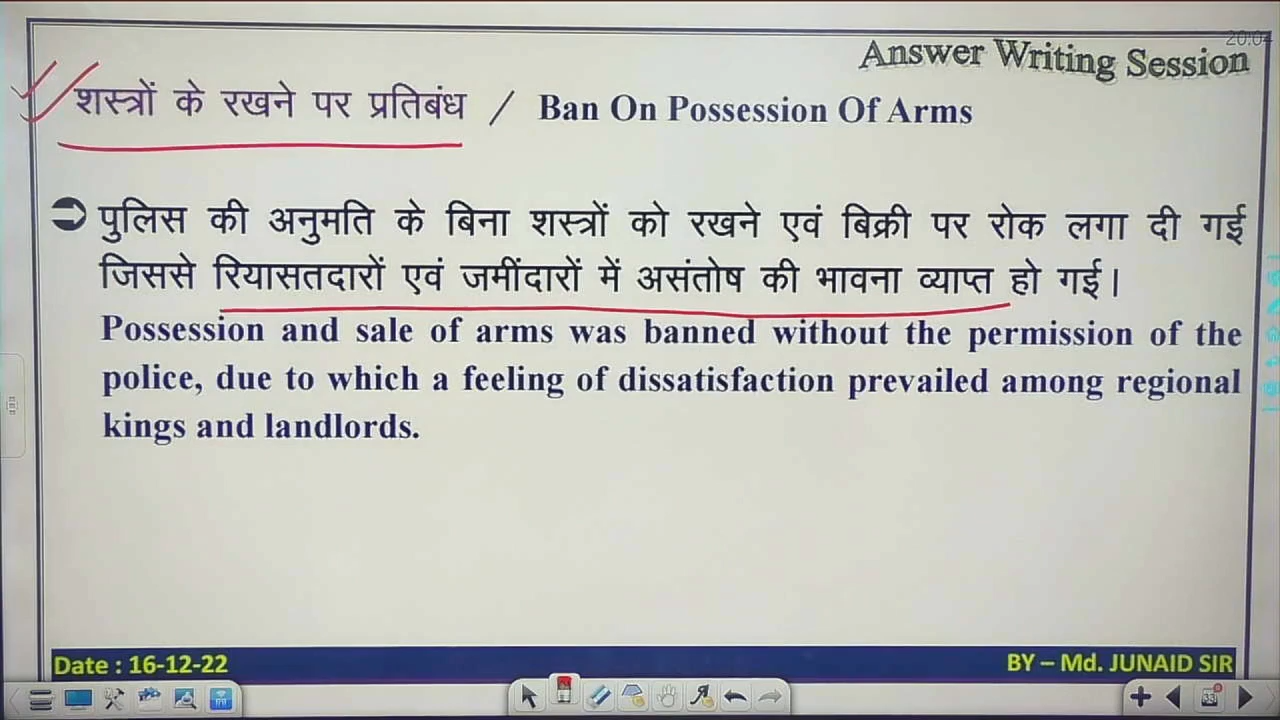 20:04
Answer Writing Session
शस्त्रों के रखने पर प्रतिबंध / Ban On Possession Of Arms
पुलिस की अनुमति के बिना शस्त्रों को रखने एवं बिक्री पर रोक लगा दी गई
जिससे रियासतदारों एवं जमींदारों में असंतोष की भावना व्याप्त हो गई।
Possession and sale of arms was banned without the permission of the
police, due to which a feeling of dissatisfaction prevailed among regional
kings and landlords.
Date : 16-12-22
BY – Md. JUNAID SIR
33